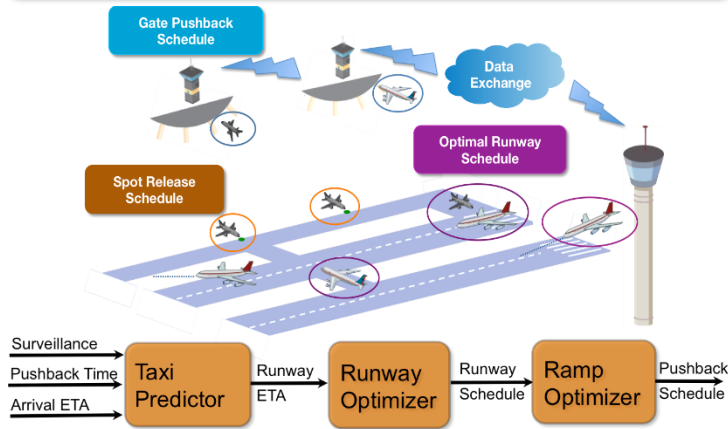 Gate Pushback
Schedule
Data
Exchange
Optimal Runway
Schedule
Spot Release
Schedule
Surveillance
Pushback Time
Arrival ETA
Taxi
Predictor
Runway
ETA
Runway
Optimizer
Runway
Schedule
Ramp
Optimizer
Pushback
Schedule